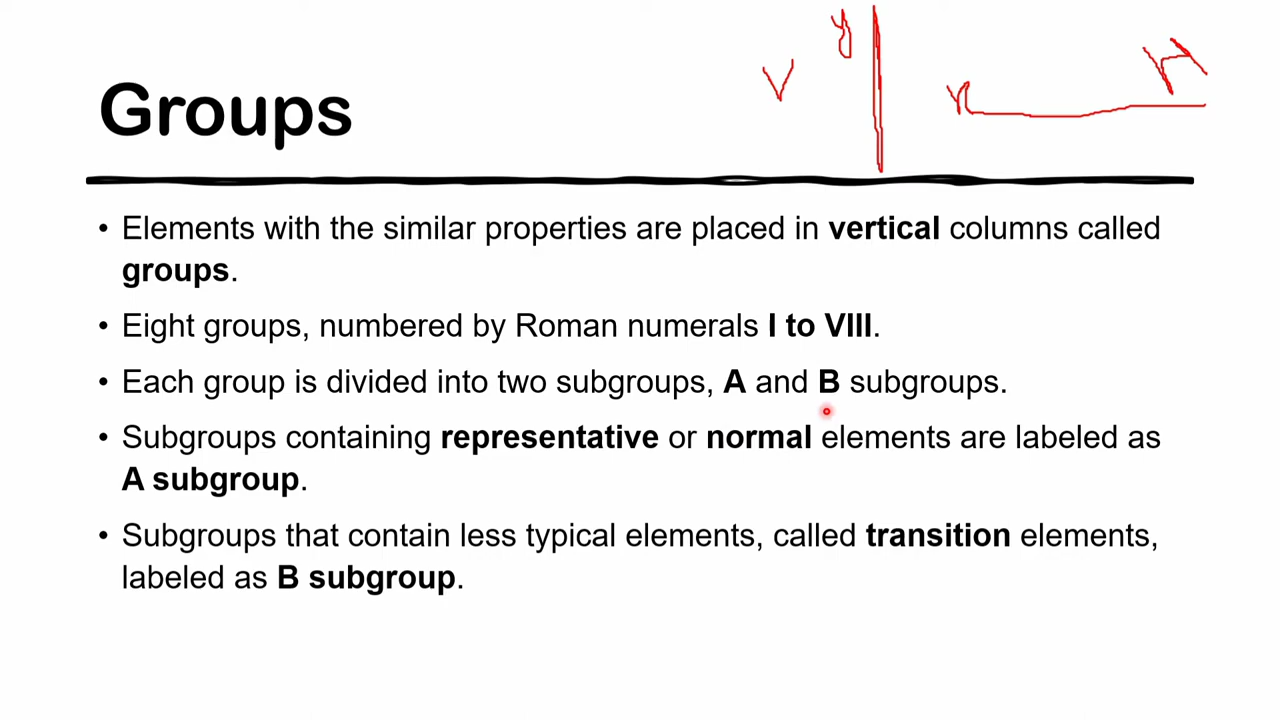 V y x H
Groups
• Elements with the similar properties are placed in vertical columns called
groups.
• Eight groups, numbered by Roman numerals I to VIII.
• Each group is divided into two subgroups, A and B subgroups.
• Subgroups containing representative or normal elements are labeled as
A subgroup.
• Subgroups that contain less typical elements, called transition elements,
labeled as B subgroup.